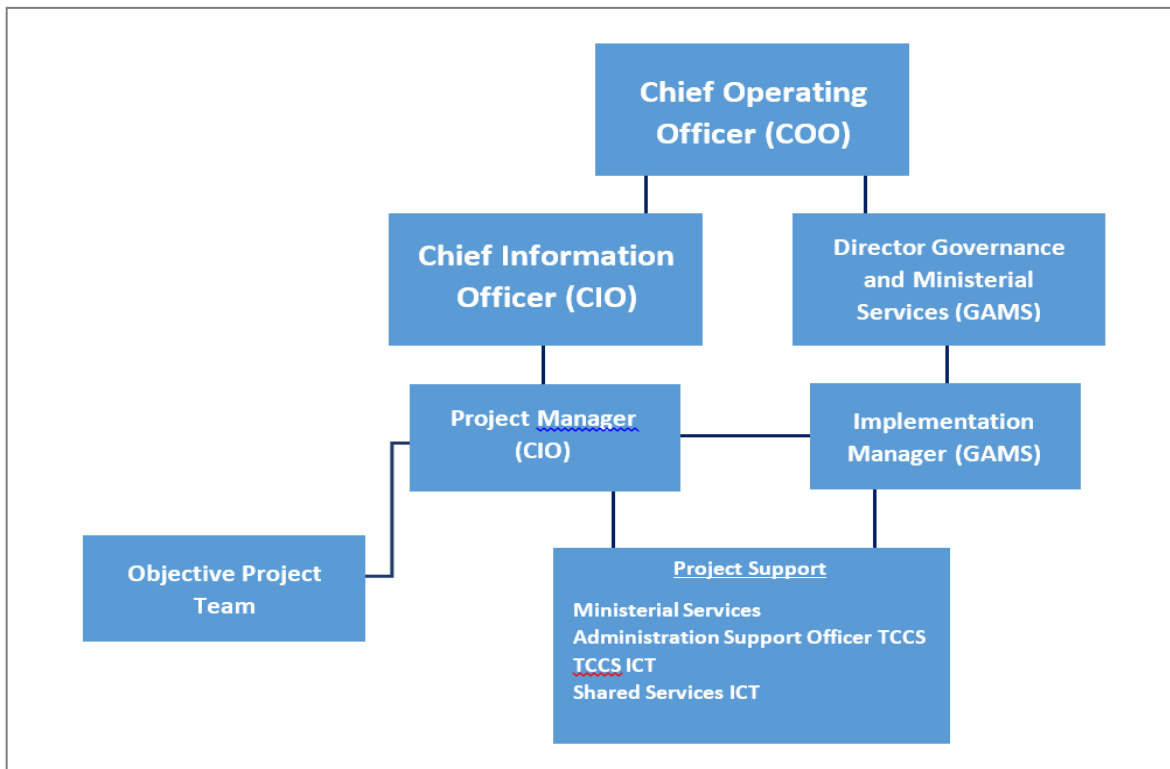 Chief Operating
Officer (COO)
Chief Information
Officer (CIO)
Director Governance
and Ministerial
Services (GAMS)
Project Manager
(CIO)
Implementation
Manager (GAMS)
Objective Project
Team
Project Support
Ministerial Services
Administration Support Officer TCCS
TCCS ICT
Shared Services ICT